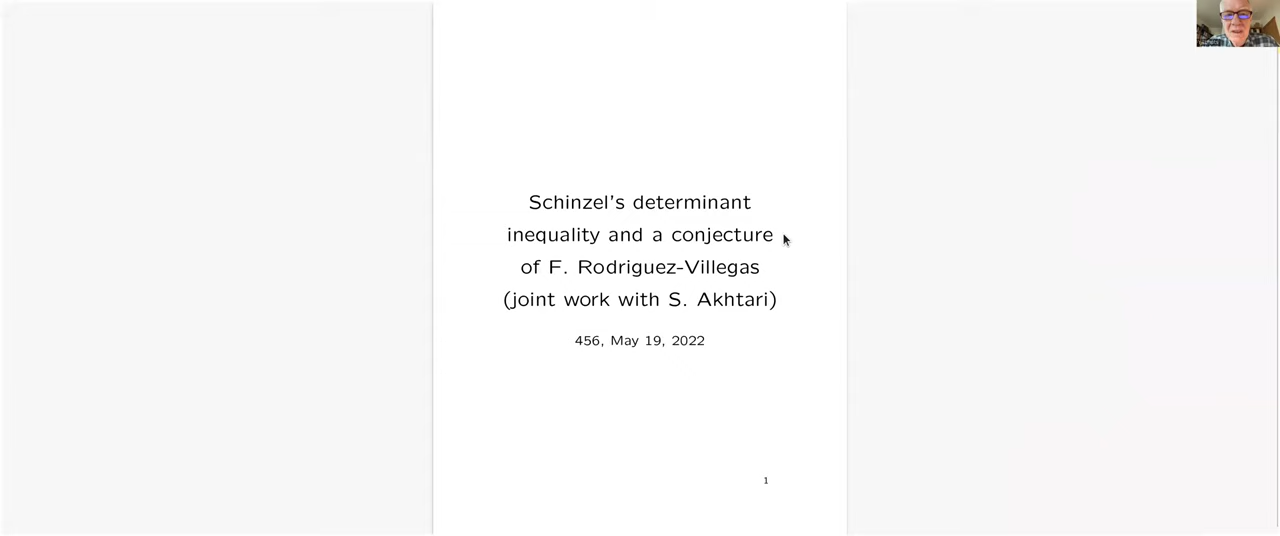 Schinzel's determinant
inequality and a conjecture
of F. Rodriguez-Villegas
(joint work with S. Akhtari)
456, May 19, 2022
1